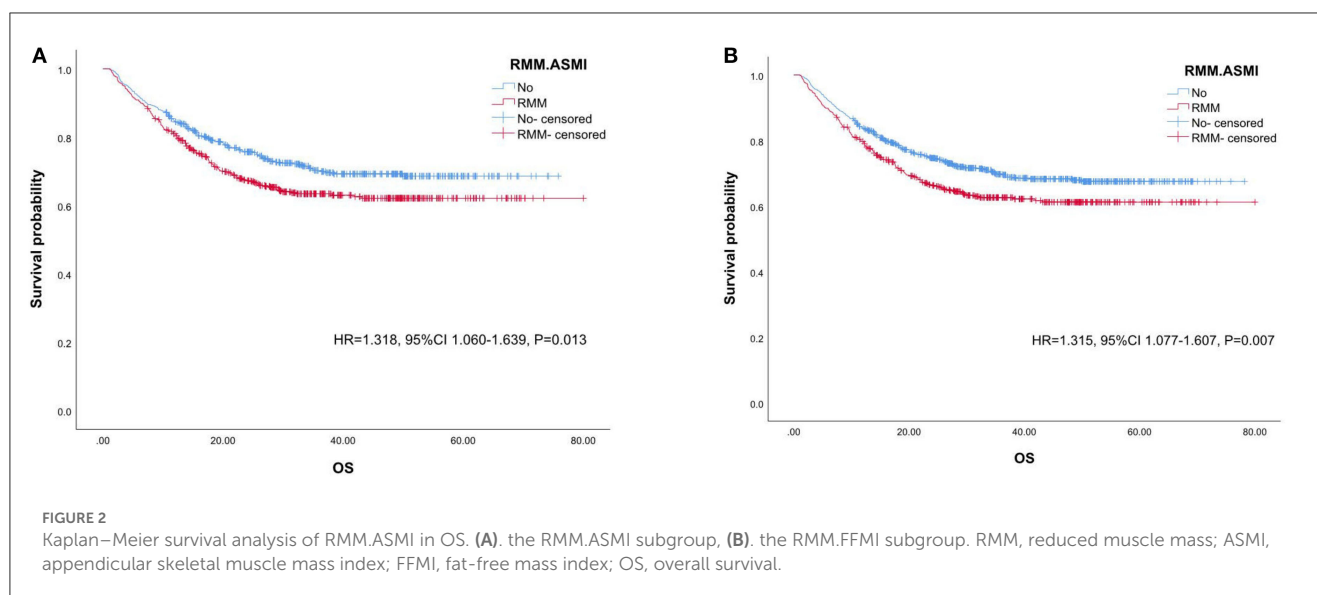 A
RMM.ASMI
No
RMM
No- censored
RMM- censored
1.0
0.8
0.6
0.4
0.2
0.0
Survival probability
HR=1.318, 95%CI 1.060-1.639, P=0.013
.00 20.00 40.00 60.00 80.00
OS
B
RMM.ASMI
No
RMM
No- censored
RMM- censored
1.0
0.8
0.6
0.4
0.2
0.0
Survival probability
HR=1.315, 95%CI 1.077-1.607, P=0.007
.00 20.00 40.00 60.00 80.00
OS
FIGURE 2
Kaplan–Meier survival analysis of RMM.ASMI in OS. (A). the RMM.ASMI subgroup, (B). the RMM.FFMI subgroup. RMM, reduced muscle mass; ASMI,
appendicular skeletal muscle mass index; FFMI, fat-free mass index; OS, overall survival.